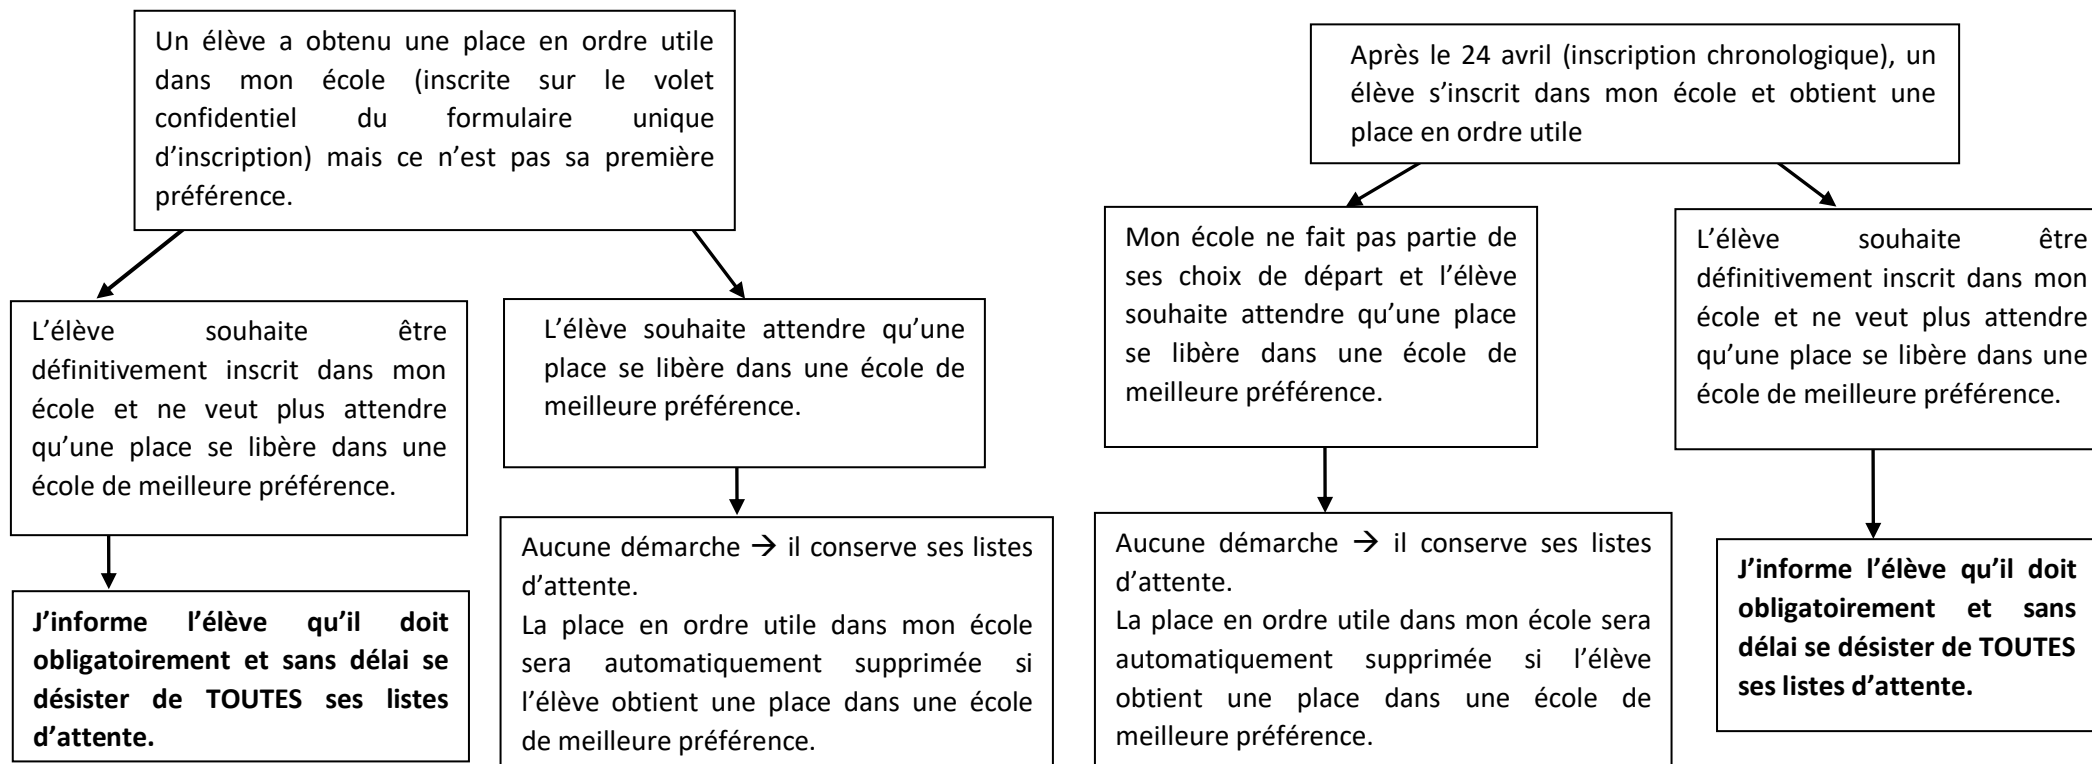 Un élève a obtenu une place en ordre utile
dans mon école (inscrite sur le volet
confidentiel du formulaire unique
d’inscription) mais ce n’est pas sa première
préférence.
L’élève souhaite être
définitivement inscrit dans mon
école et ne veut plus attendre
qu’une place se libère dans une
école de meilleure préférence.
J’informe l’élève qu’il doit
obligatoirement et sans délai se
désister de TOUTES ses listes
d’attente.
L’élève souhaite attendre qu’une
place se libère dans une école de
meilleure préférence.
Aucune démarche → il conserve ses listes
d’attente.
La place en ordre utile dans mon école
sera automatiquement supprimée si
l’élève obtient une place dans une école
de meilleure préférence.
Après le 24 avril (inscription chronologique), un
élève s’inscrit dans mon école et obtient une
place en ordre utile
Mon école ne fait pas partie de
ses choix de départ et l’élève
souhaite attendre qu’une place
se libère dans une école de
meilleure préférence.
Aucune démarche → il conserve ses listes
d’attente.
La place en ordre utile dans mon école sera
automatiquement supprimée si l’élève
obtient une place dans une école de
meilleure préférence.
L’élève souhaite être
définitivement inscrit dans mon
école et ne veut plus attendre
qu’une place se libère dans une
école de meilleure préférence.
J’informe l’élève qu’il doit
obligatoirement et sans
délai se désister de TOUTES
ses listes d’attente.